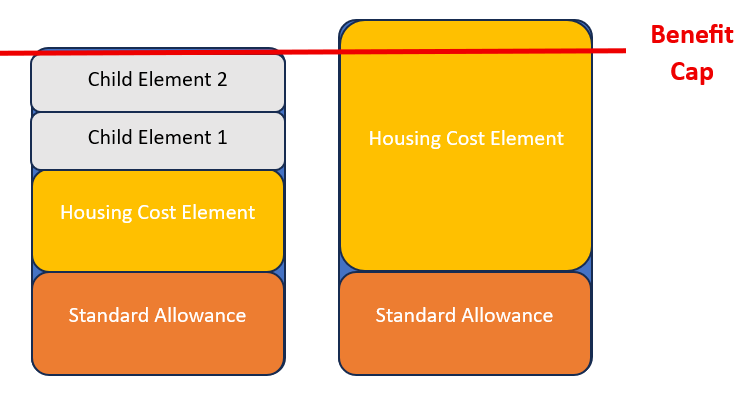 Child Element 2
Child Element 1
Housing Cost Element
Standard Allowance
Housing Cost Element
Standard Allowance
Benefit
Cap